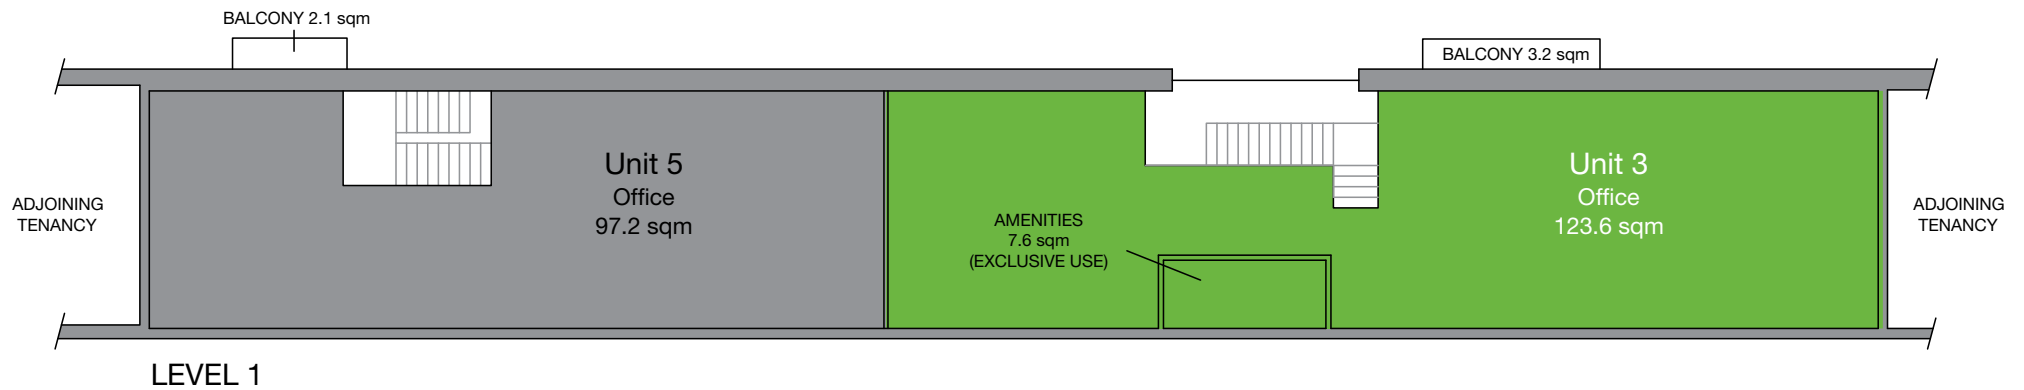 BALCONY 2.1 sqm
BALCONY 3.2 sqm
ADJOINING
TENANCY
Unit 5
Office
97.2 sqm
AMENITIES
7.6 sqm
(EXCLUSIVE USE)
Unit 3
Office
123.6 sqm
ADJOINING
TENANCY
LEVEL 1